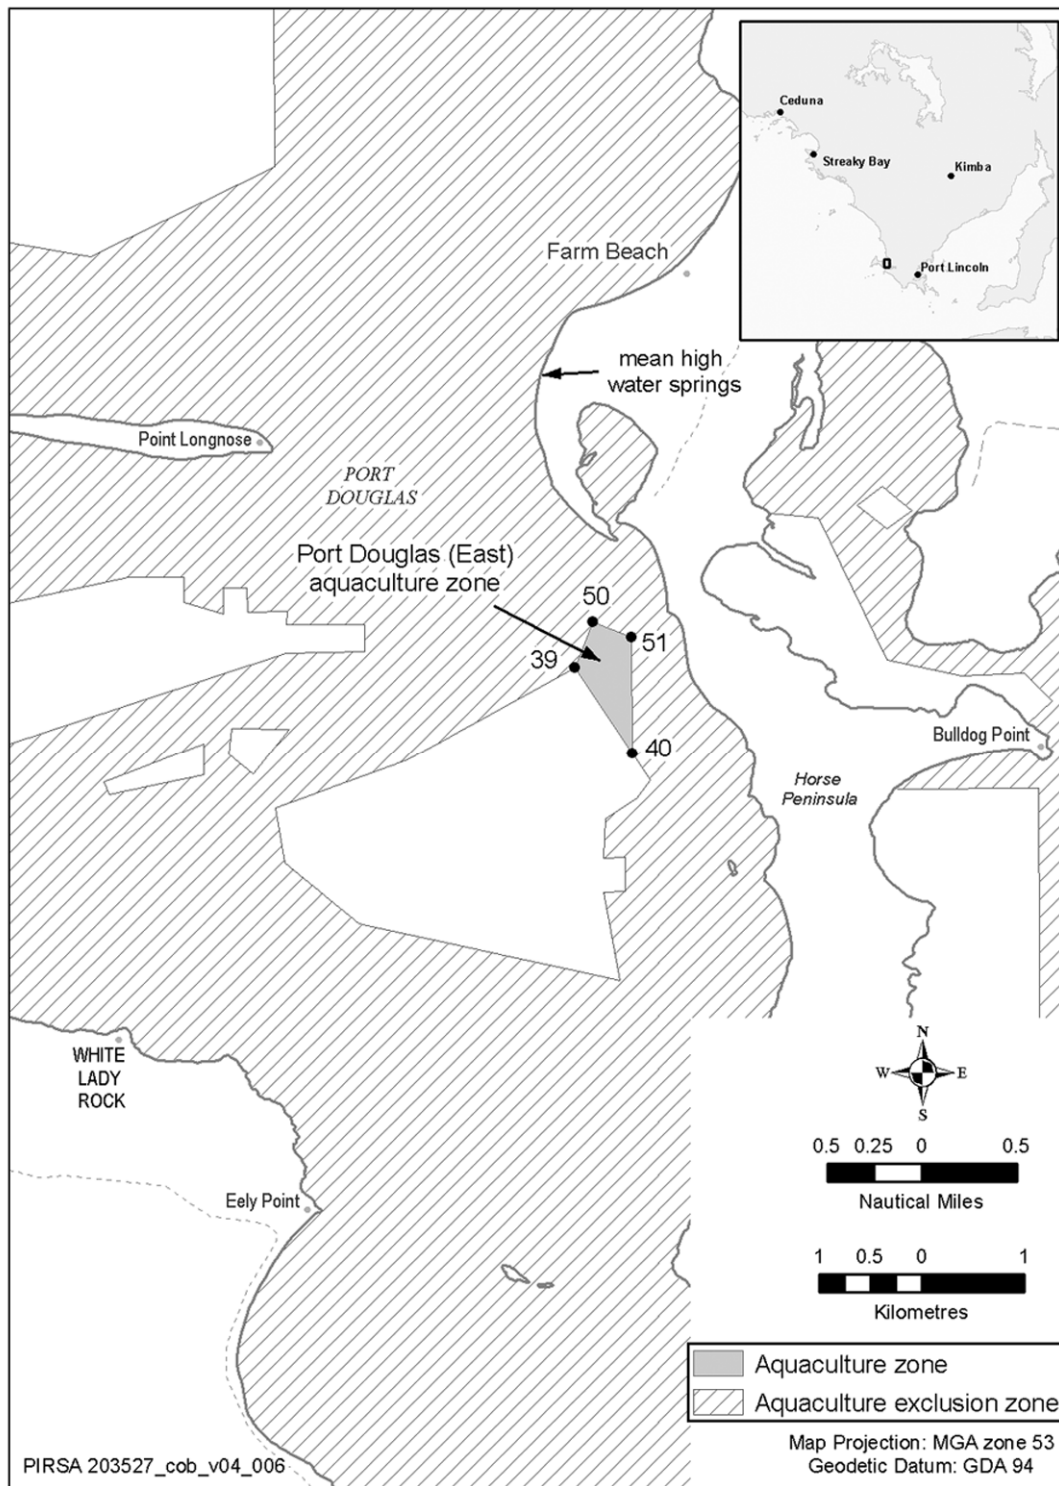 Ceduna
Streaky Bay
Kimba
Port Lincoln
Farm Beach
mean high
water springs
Point Longnose
PORT
DOUGLAS
Port Douglas (East)
aquaculture zone
50
51
39
40
Bulldog Point
Horse
Peninsula
WHITE
LADY
ROCK
N
W E
S
0.5 0.25 0 0.5
Nautical Miles
Eely Point
1 0.5 0 1
Kilometres
Aquaculture zone
Aquaculture exclusion zone
Map Projection: MGA zone 53
Geodetic Datum: GDA 94
PIRSA 203527_cob_v04_006